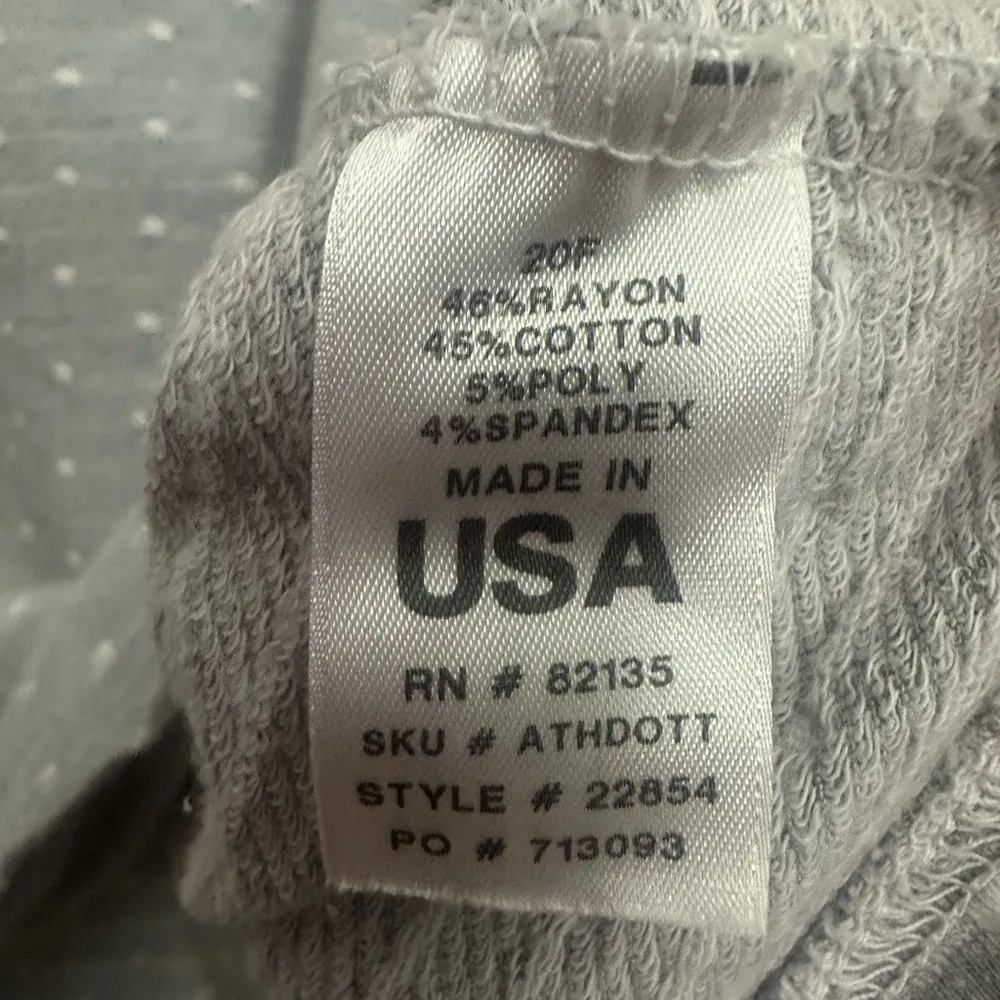 20F
46%RAYON
45%COTTON
5%POLY
4%SPANDEX
MADE IN
USA
RN # 82135
SKU # ATHDOTT
STYLE # 22854
PO # 713093